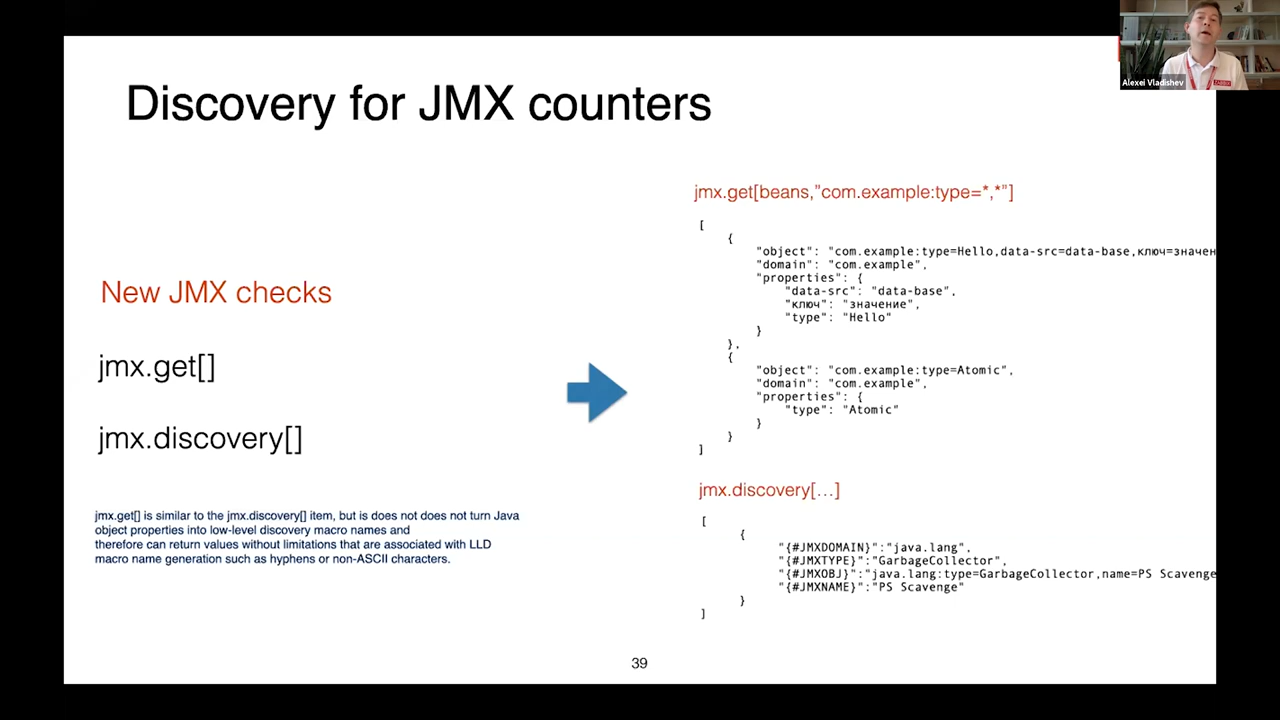 Alexei Vladishev
Discovery for JMX counters
New JMX checks
jmx.get[]
jmx.discovery[]
jmx.get[] is similar to the jmx.discovery[] item, but is does not does not turn Java
object properties into low-level discovery macro names and
therefore can return values without limitations that are associated with LLD
macro name generation such as hyphens or non-ASCII characters.
jmx.get[beans,"com.example:type=*,*"]
[
{
"object": "com.example:type=Hello,data-src=data-base,ключ=значен
"domain": "com.example",
"properties": {
"data-src": "data-base",
"ключ": "значение",
"type": "Hello"
}
},
{
"object": "com.example:type=Atomic",
"domain": "com.example",
"properties": {
"type": "Atomic"
}
}
]
jmx.discovery[...]
[
{
"{#JMXDOMAIN}":"java.lang",
"{#JMXTYPE}":"GarbageCollector",
"{#JMXOBJ}":"java.lang:type=GarbageCollector,name=PS Scavenge
"{#JMXNAME}":"PS Scavenge"
}
]
39